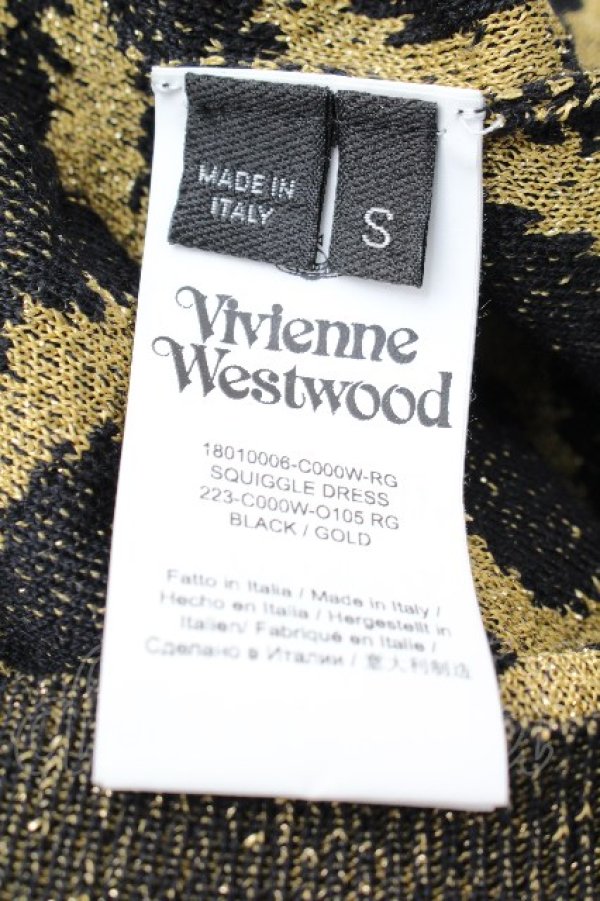 MADE IN
ITALY
S
Vivienne
Westwood
18010006-C000W-RG
SQUIGGLE DRESS
223-C000W-O105 RG
BLACK / GOLD
Fatto in Italia / Made in Italy /
Hecho en Italia / Hergestellt in
Italien/ Fabriqué en Italie /
Сделано в Италии / 意大利制造